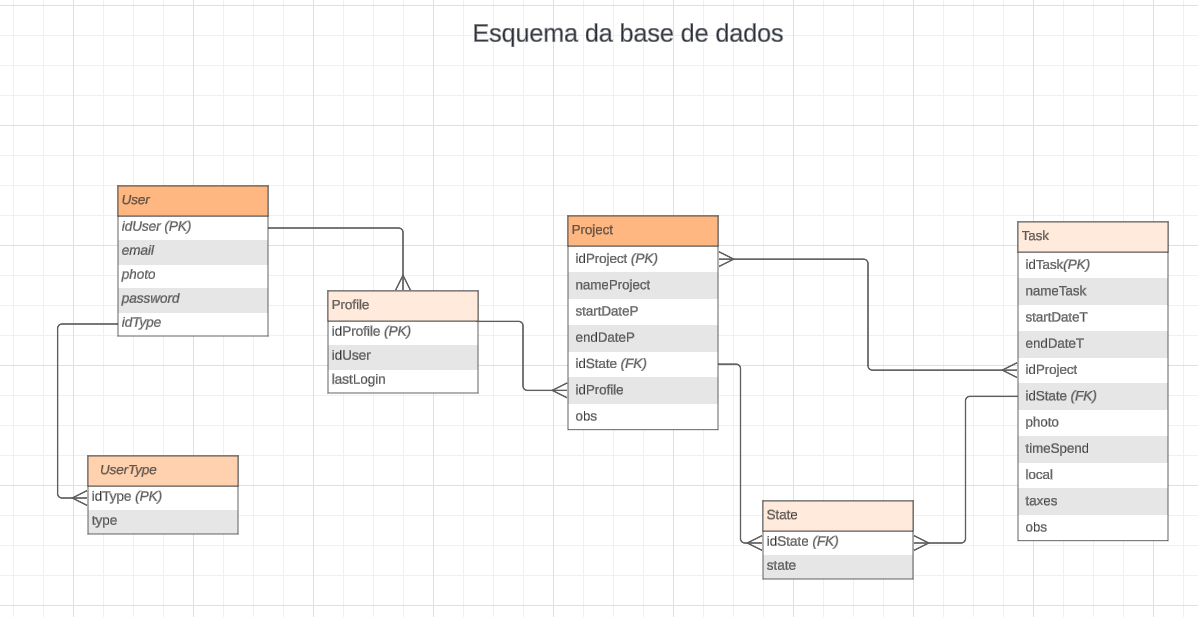 Esquema da base de dados
User
idUser (PK)
email
photo
password
idType
UserType
idType (PK)
type
Profile
idProfile (PK)
idUser
lastLogin
Project
idProject (PK)
nameProject
startDateP
endDateP
idState (FK)
idProfile
obs
State
idState (FK)
state
Task
idTask(PK)
nameTask
startDateT
endDateT
idProject
idState (FK)
photo
timeSpend
local
taxes
obs